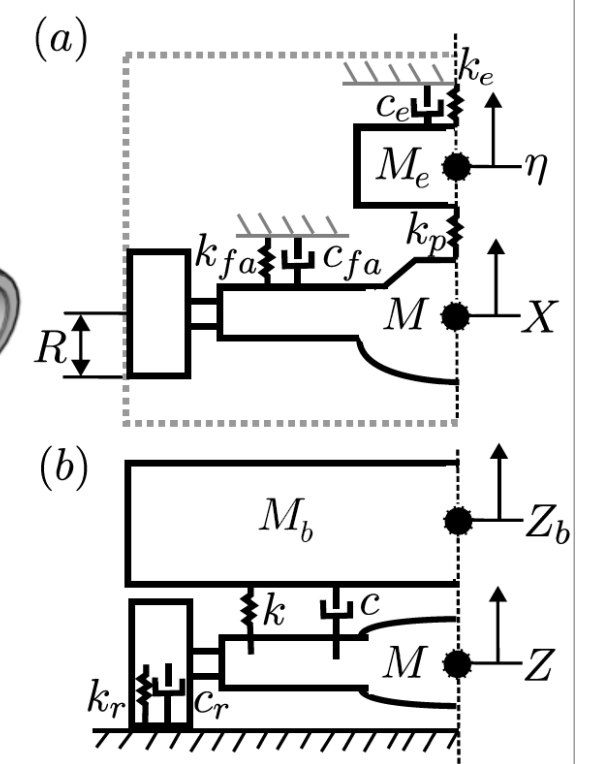 (a)
k_e
c_e
M_e
η
k_p
k_{fa}
c_{fa}
M
X
R
(b)
M_b
Z_b
k
c
M
Z
k_r
c_r